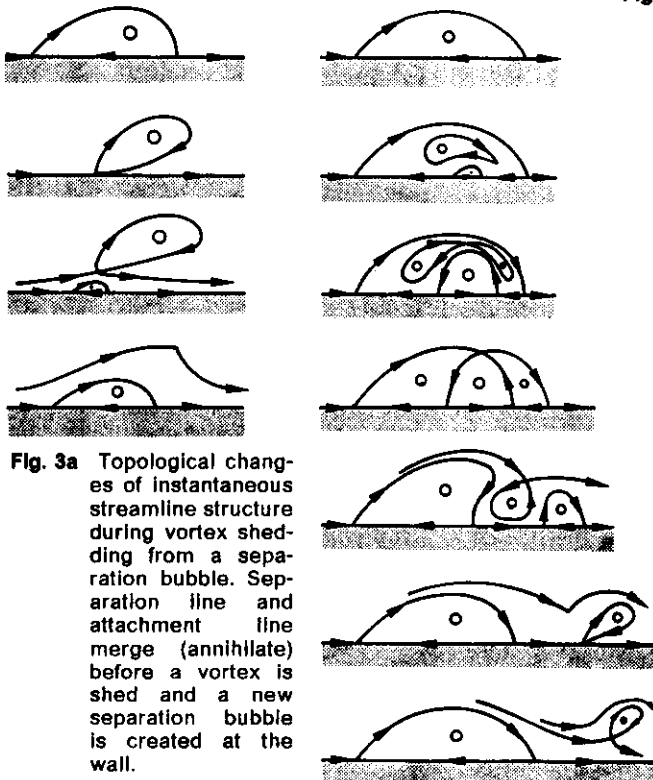 Fig. 3a Topological chang-
es of instantaneous
streamline structure
during vortex shed-
ding from a sepa-
ration bubble. Sep-
aration line and
attachment line
merge (annihilate)
before a vortex is
shed and a new
separation bubble
is created at the
wall.